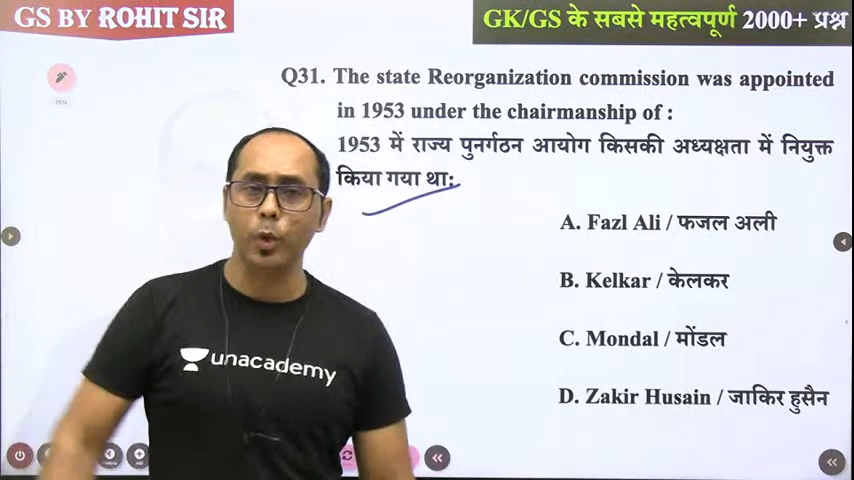 GS BY ROHIT SIR
GK/GS के सबसे महत्वपूर्ण 2000+ प्रश्न
PEN
Q31. The state Reorganization commission was appointed
in 1953 under the chairmanship of :
1953 में राज्य पुनर्गठन आयोग किसकी अध्यक्षता में नियुक्त
किया गया था:
A. Fazl Ali / फजल अली
B. Kelkar / केलकर
C. Mondal / मोंडल
D. Zakir Husain / जाकिर हुसैन
unacademy